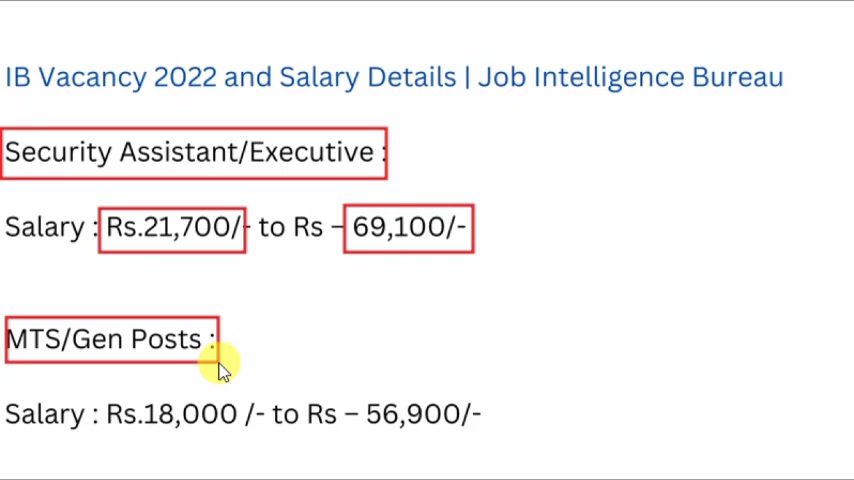 IB Vacancy 2022 and Salary Details | Job Intelligence Bureau
Security Assistant/Executive :
Salary : Rs.21,700/- to Rs – 69,100/-
MTS/Gen Posts :
Salary : Rs.18,000 /- to Rs – 56,900/-